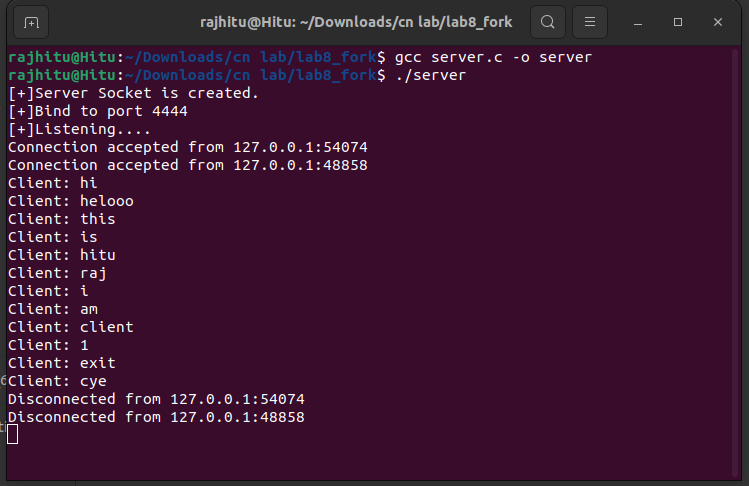 rajhitu@Hitu: ~/Downloads/cn lab/lab8_fork
rajhitu@Hitu:~/Downloads/cn lab/lab8_fork$ gcc server.c -o server
rajhitu@Hitu:~/Downloads/cn lab/lab8_fork$ ./server
[+]Server Socket is created.
[+]Bind to port 4444
[+]Listening....
Connection accepted from 127.0.0.1:54074
Connection accepted from 127.0.0.1:48858
Client: hi
Client: helooo
Client: this
Client: is
Client: hitu
Client: raj
Client: i
Client: am
Client: client
Client: 1
Client: exit
Client: cye
Disconnected from 127.0.0.1:54074
Disconnected from 127.0.0.1:48858